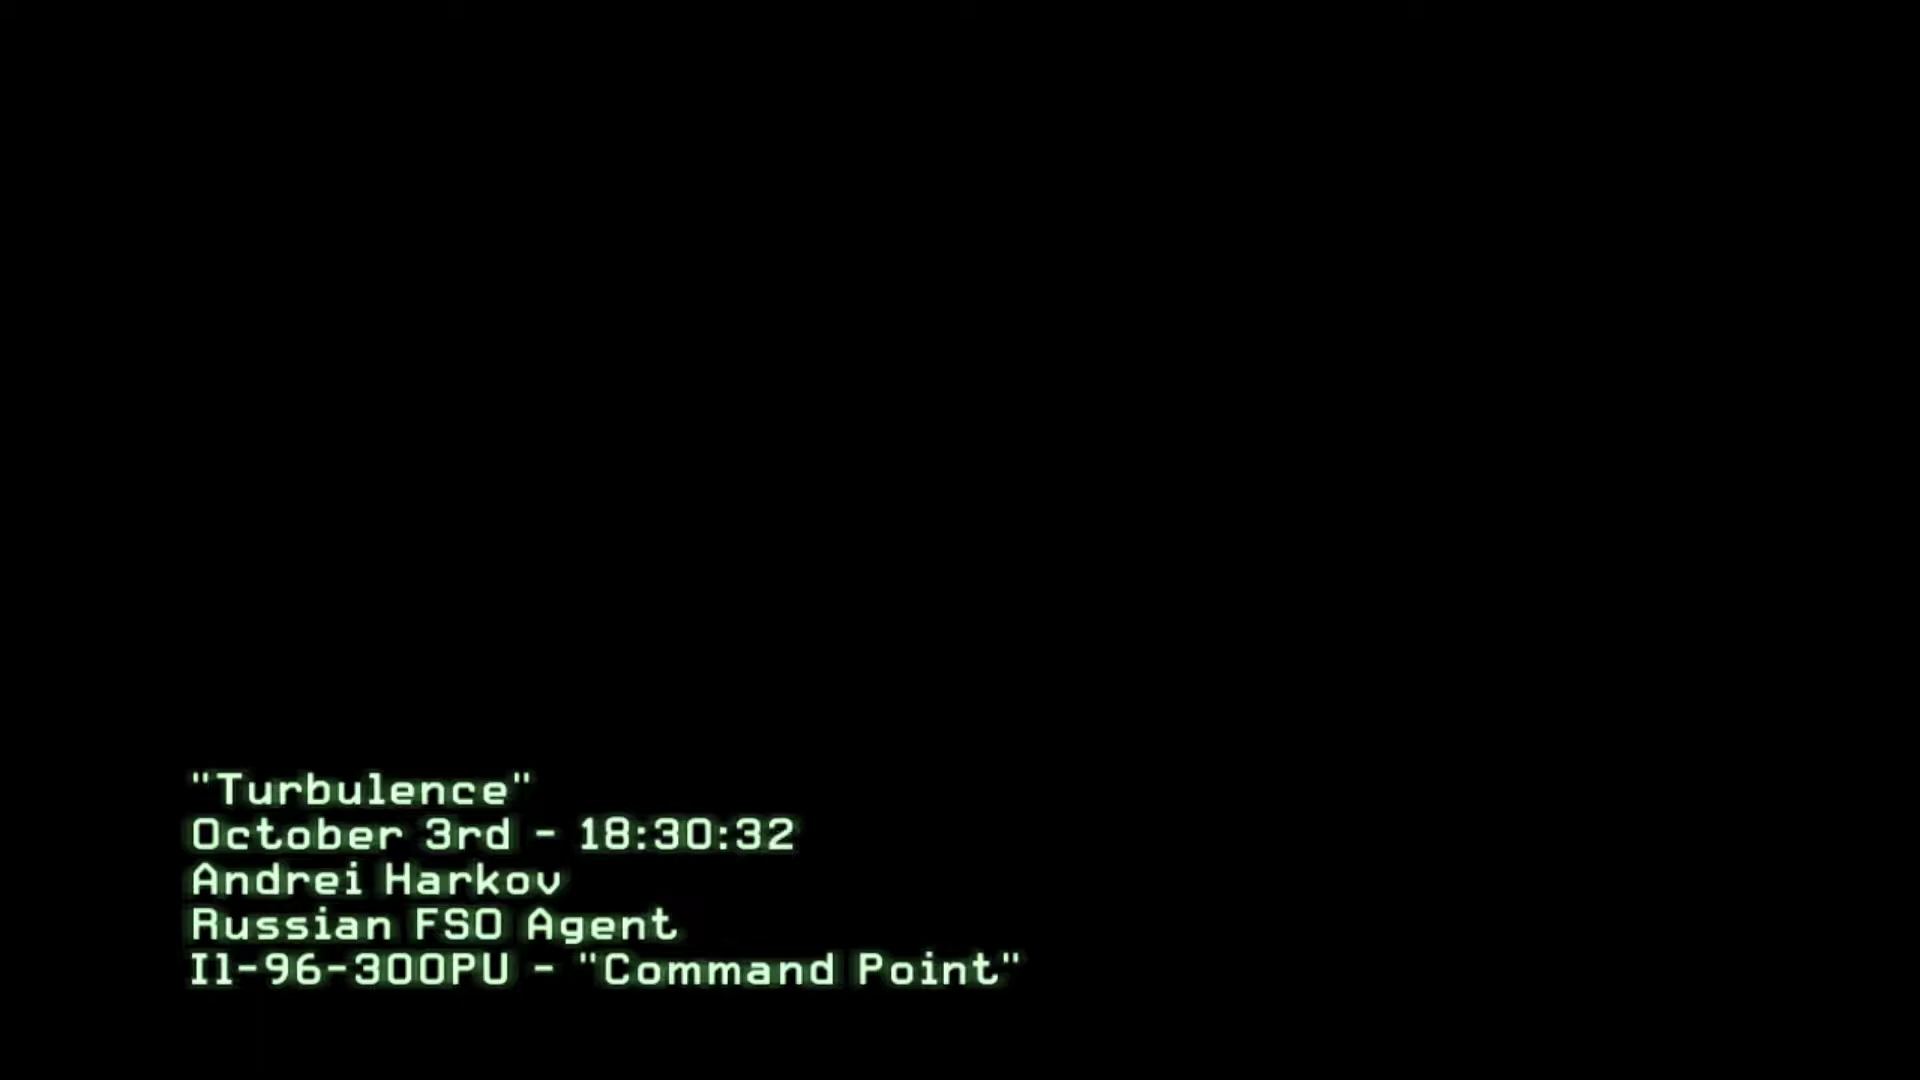 "Turbulence"
October 3rd - 18:30:32
Andrei Harkov
Russian FSO Agent
Il-96-300PU - "Command Point"